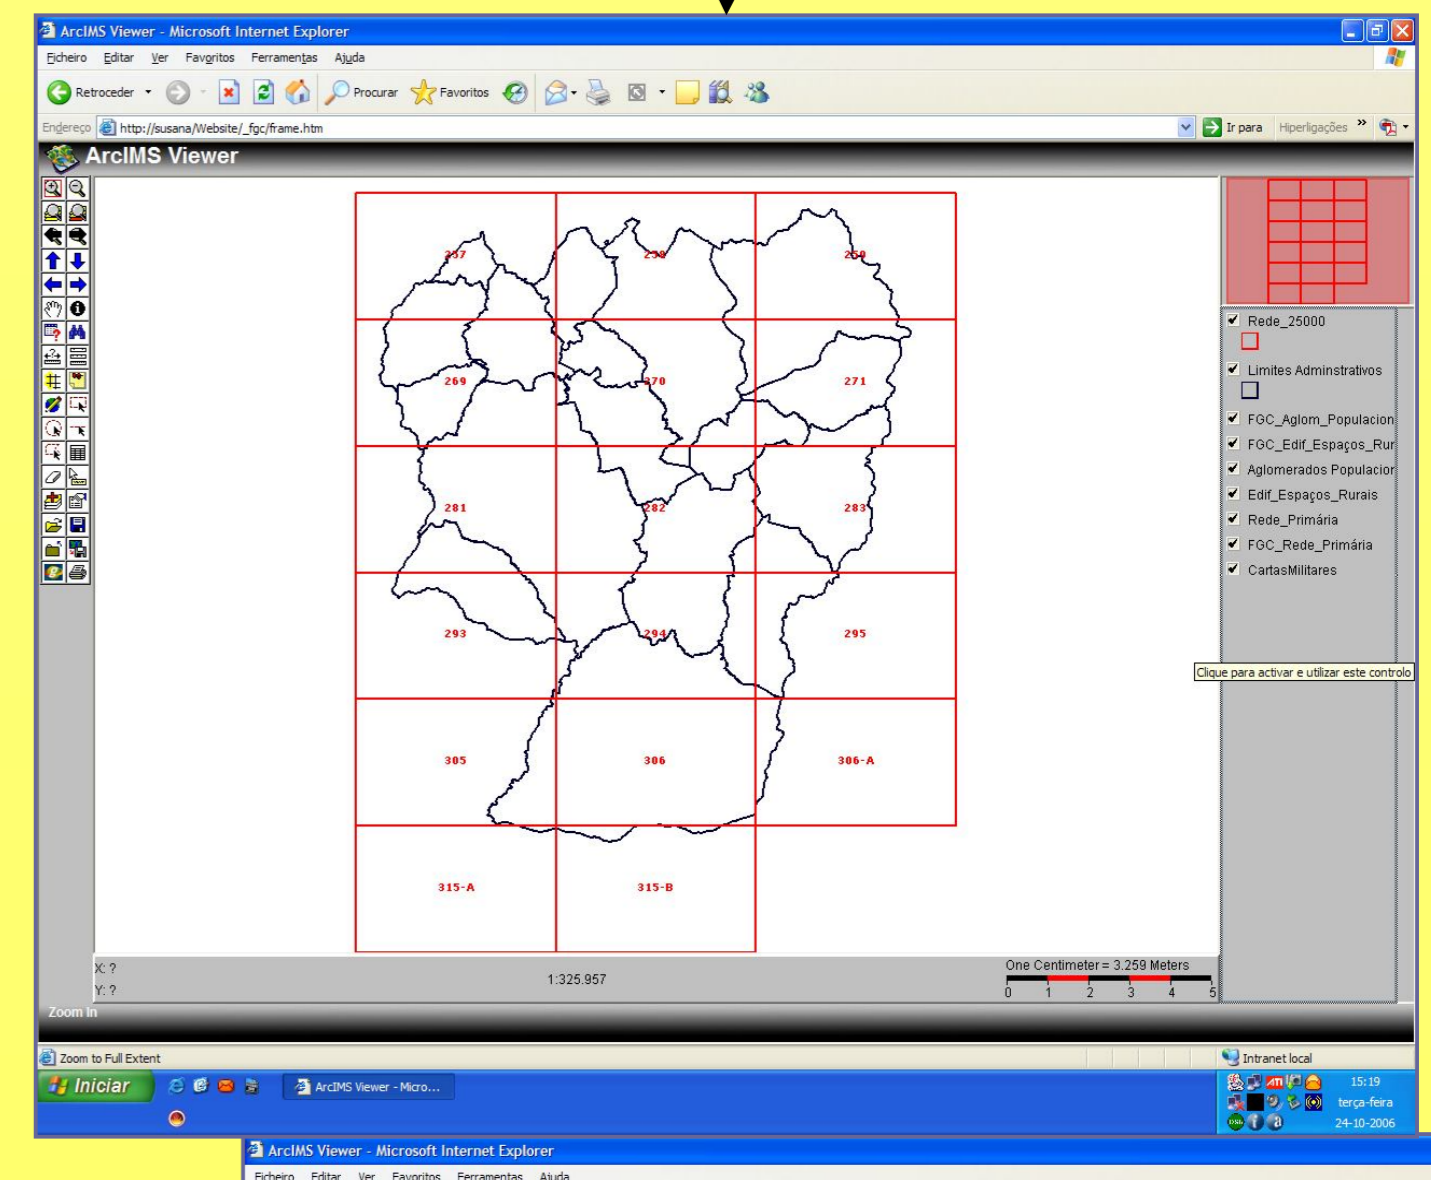 ArcIMS Viewer - Microsoft Internet Explorer
Ficheiro Editar Ver Favoritos Ferramentas Ajuda
Retroceder Procurar Favoritos
Endereço http://susana/Website/_fgc/frame.htm Ir para Hiperligações »
ArcIMS Viewer
257
258
259
269
270
271
281
282
283
293
294
295
305
306
306-A
315-A
315-B
Rede_25000
Limites Adminstrativos
FGC_Aglom_Populacion
FGC_Edif_Espaços_Rur
Aglomerados Populacior
Edif_Espaços_Rurais
Rede_Primária
FGC_Rede_Primária
CartasMilitares
Clique para activar e utilizar este controlo
X: ?
Y: ?
1:325.957
One Centimeter = 3.259 Meters
0 1 2 3 4 5
Zoom In
Zoom to Full Extent
Intranet local
Iniciar
ArcIMS Viewer - Micro...
15:19
terça-feira
24-10-2006
ArcIMS Viewer - Microsoft Internet Explorer
Ficheiro Editar Ver Favoritos Ferramentas Ajuda